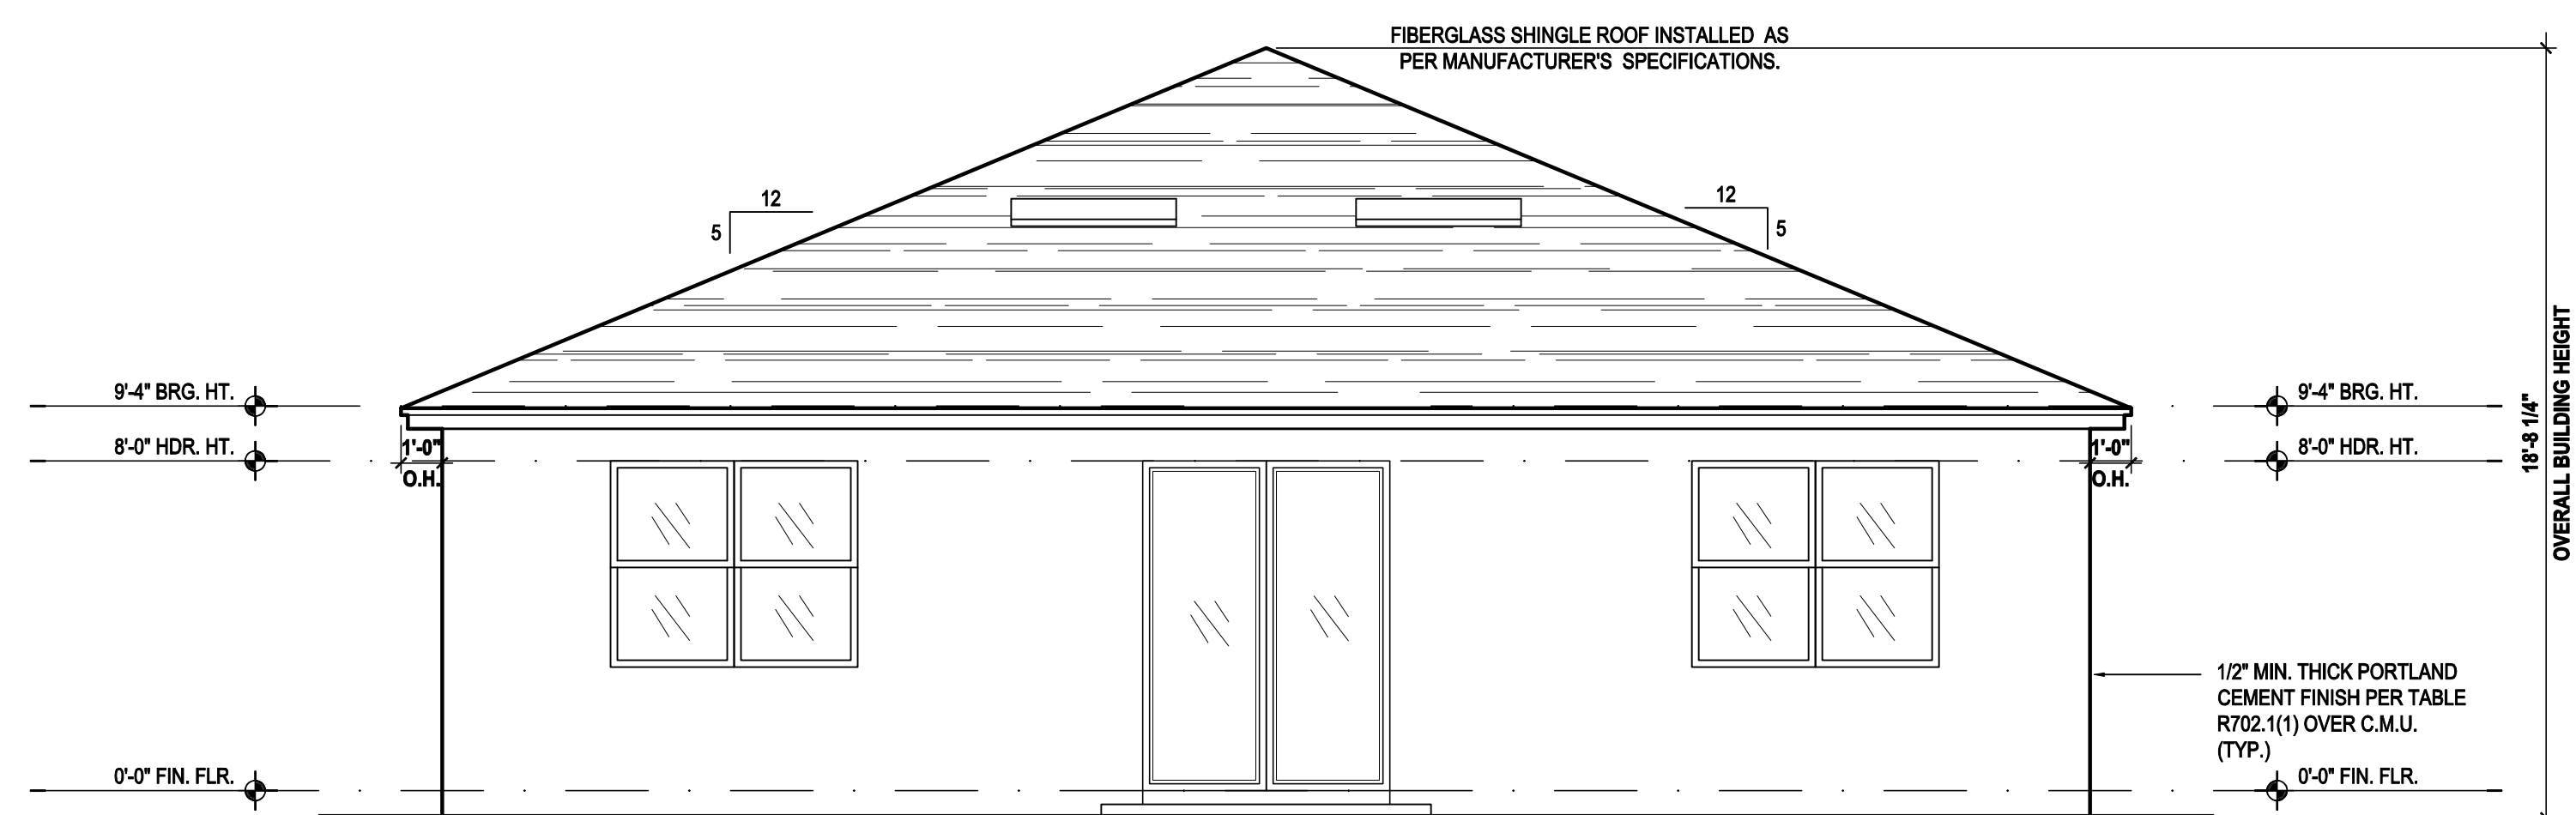 FIBERGLASS SHINGLE ROOF INSTALLED AS
PER MANUFACTURER'S SPECIFICATIONS.
12
5
12
5
9'-4" BRG. HT.
9'-4" BRG. HT.
8'-0" HDR. HT.
1'-0"
O.H.
1'-0"
O.H.
8'-0" HDR. HT.
18'-8 1/4"
OVERALL BUILDING HEIGHT
1/2" MIN. THICK PORTLAND
CEMENT FINISH PER TABLE
R702.1(1) OVER C.M.U.
(TYP.)
0'-0" FIN. FLR.
0'-0" FIN. FLR.